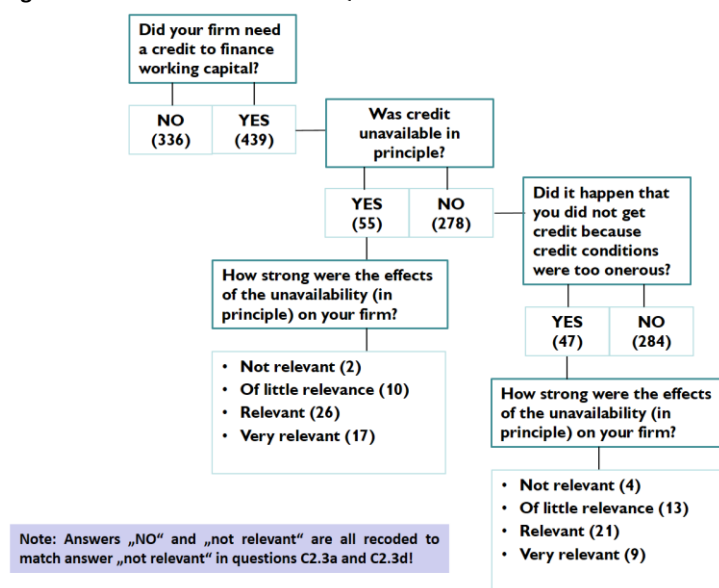 Did your firm need
a credit to finance
working capital?
NO
(336)
YES
(439)
Was credit
unavailable in
principle?
YES
(55)
NO
(278)
Did it happen that
you did not get
credit because
credit conditions
were too onerous?
How strong were the effects
of the unavailability (in
principle) on your firm?
YES
(47)
NO
(284)
• Not relevant (2)
• Of little relevance (10)
• Relevant (26)
• Very relevant (17)
How strong were the effects
of the unavailability (in
principle) on your firm?
• Not relevant (4)
• Of little relevance (13)
• Relevant (21)
• Very relevant (9)
Note: Answers „NO“ and „not relevant“ are all recoded to
match answer „not relevant“ in questions C2.3a and C2.3d!